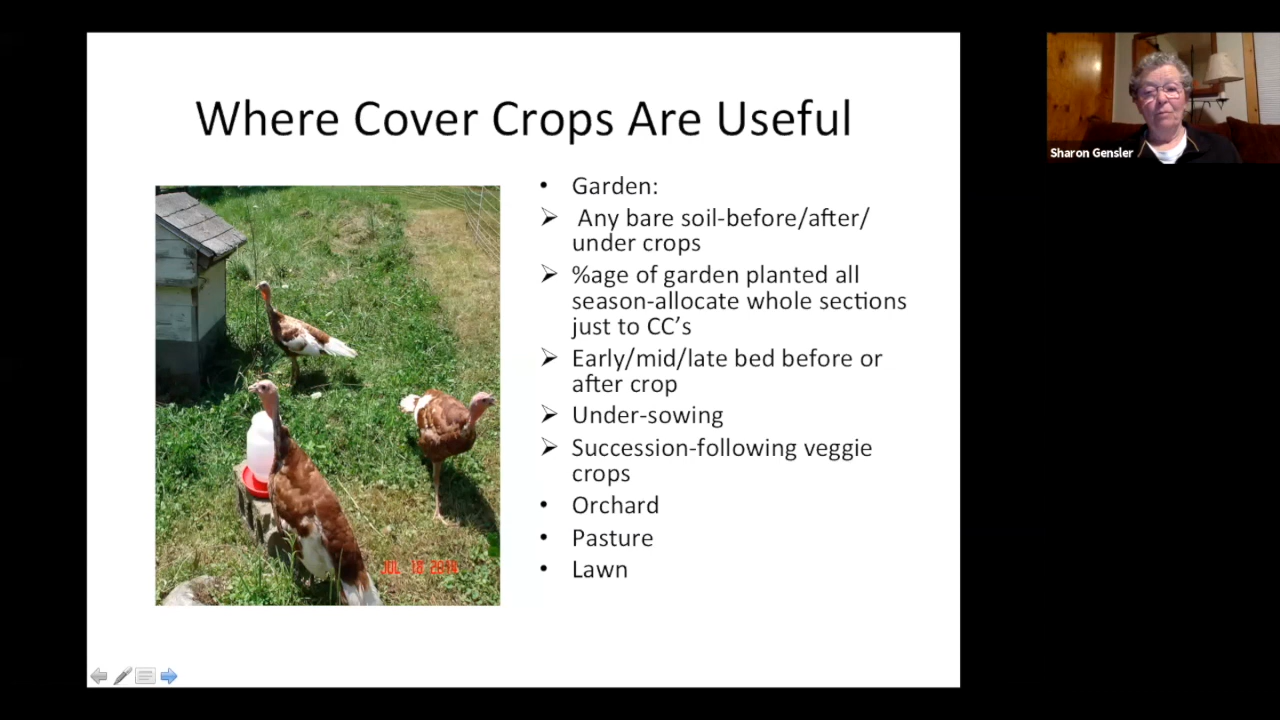 Where Cover Crops Are Useful
• Garden:
➢ Any bare soil-before/after/
under crops
➢ %age of garden planted all
season-allocate whole sections
just to CC’s
➢ Early/mid/late bed before or
after crop
➢ Under-sowing
➢ Succession-following veggie
crops
• Orchard
• Pasture
• Lawn
JUL 18 2014
Sharon Gensler